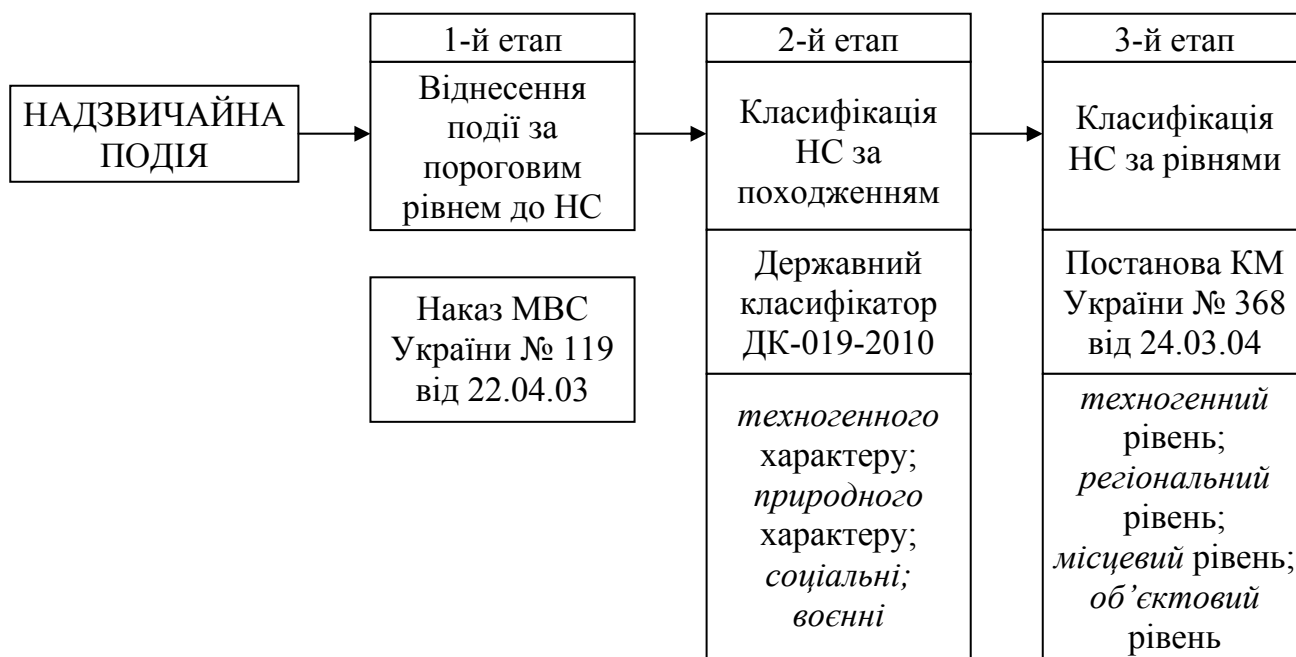 НАДЗВИЧАЙНА
ПОДІЯ
1-й етап
Віднесення
події за
пороговим
рівнем до НС
Наказ МВС
України № 119
від 22.04.03
2-й етап
Класифікація
НС за
походженням
Державний
класифікатор
ДК-019-2010
техногенного
характеру;
природного
характеру;
соціальні;
воєнні
3-й етап
Класифікація
НС за рівнями
Постанова КМ
України № 368
від 24.03.04
техногенний
рівень;
регіональний
рівень;
місцевий рівень;
об’єктовий
рівень